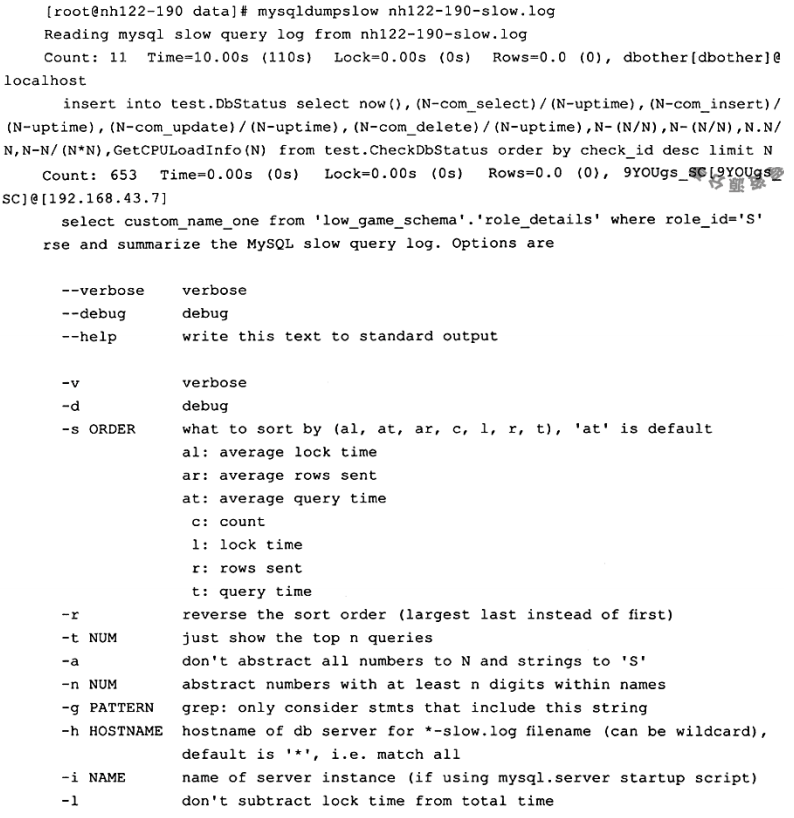 [root@nh122-190 data]# mysqldumpslow nh122-190-slow.log
Reading mysql slow query log from nh122-190-slow.log
Count: 11  Time=10.00s (110s)  Lock=0.00s (0s)  Rows=0.0 (0), dbother[dbother]@
localhost
insert into test.DbStatus select now(),(N-com_select)/(N-uptime),(N-com_insert)/
(N-uptime),(N-com_update)/(N-uptime),(N-com_delete)/(N-uptime),N-(N/N),N-(N/N),N.N/
N,N-N/(N*N),GetCPULoadInfo(N) from test.CheckDbStatus order by check_id desc limit N
Count: 653  Time=0.00s (0s)  Lock=0.00s (0s)  Rows=0.0 (0), 9YOUgs_SC[9YOUgs_
SC]@[192.168.43.7]
select custom_name_one from 'low_game_schema'.'role_details' where role_id='S'
rse and summarize the MySQL slow query log. Options are
--verbose    verbose
--debug      debug
--help       write this text to standard output
-v           verbose
-d           debug
-s ORDER     what to sort by (al, at, ar, c, l, r, t), 'at' is default
al: average lock time
ar: average rows sent
at: average query time
c: count
l: lock time
r: rows sent
t: query time
-r           reverse the sort order (largest last instead of first)
-t NUM       just show the top n queries
-a           don't abstract all numbers to N and strings to 'S'
-n NUM       abstract numbers with at least n digits within names
-g PATTERN   grep: only consider stmts that include this string
-h HOSTNAME  hostname of db server for *-slow.log filename (can be wildcard),
default is '*', i.e. match all
-i NAME      name of server instance (if using mysql.server startup script)
-l           don't subtract lock time from total time